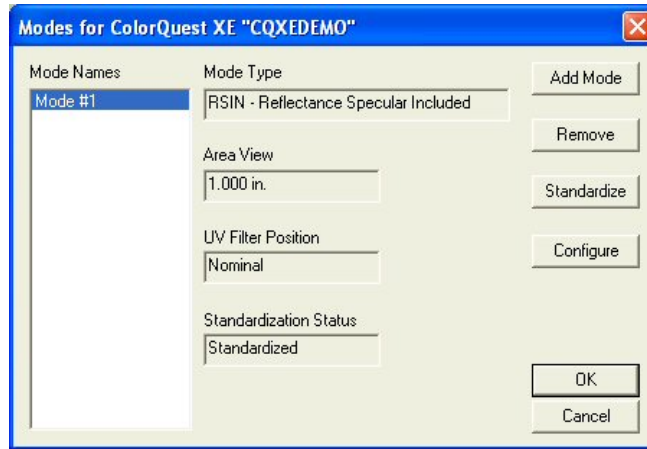 Modes for ColorQuest XE "CQXEDEMO"
Mode Names
Mode #1
Mode Type
RSIN - Reflectance Specular Included
Area View
1.000 in.
UV Filter Position
Nominal
Standardization Status
Standardized
Add Mode
Remove
Standardize
Configure
OK
Cancel